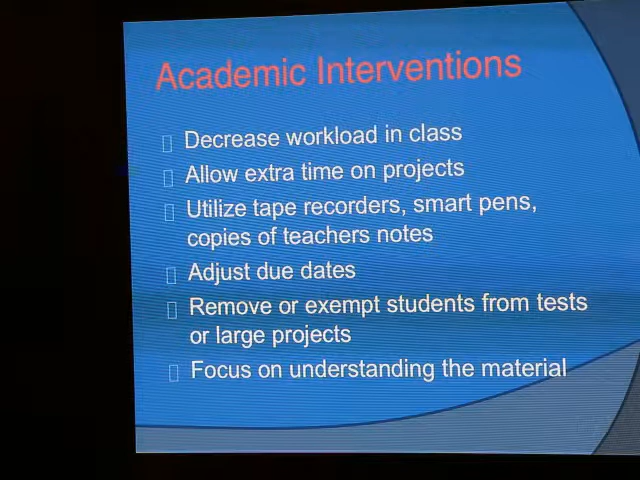 Academic Interventions
Decrease workload in class
Allow extra time on projects
Utilize tape recorders, smart pens,
copies of teachers notes
Adjust due dates
Remove or exempt students from tests
or large projects
Focus on understanding the material